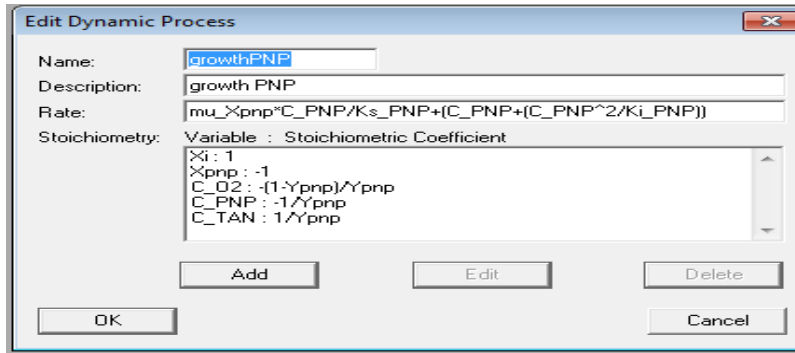 Edit Dynamic Process
Name: growthPNP
Description: growth PNP
Rate: mu_Xpnp*C_PNP/Ks_PNP+(C_PNP+(C_PNP^2/Ki_PNP))
Stoichiometry: Variable : Stoichiometric Coefficient
Xi : 1
Xpnp : -1
C_O2 : -(1-Ypnp)/Ypnp
C_PNP : -1/Ypnp
C_TAN : 1/Ypnp
Add Edit Delete
OK Cancel